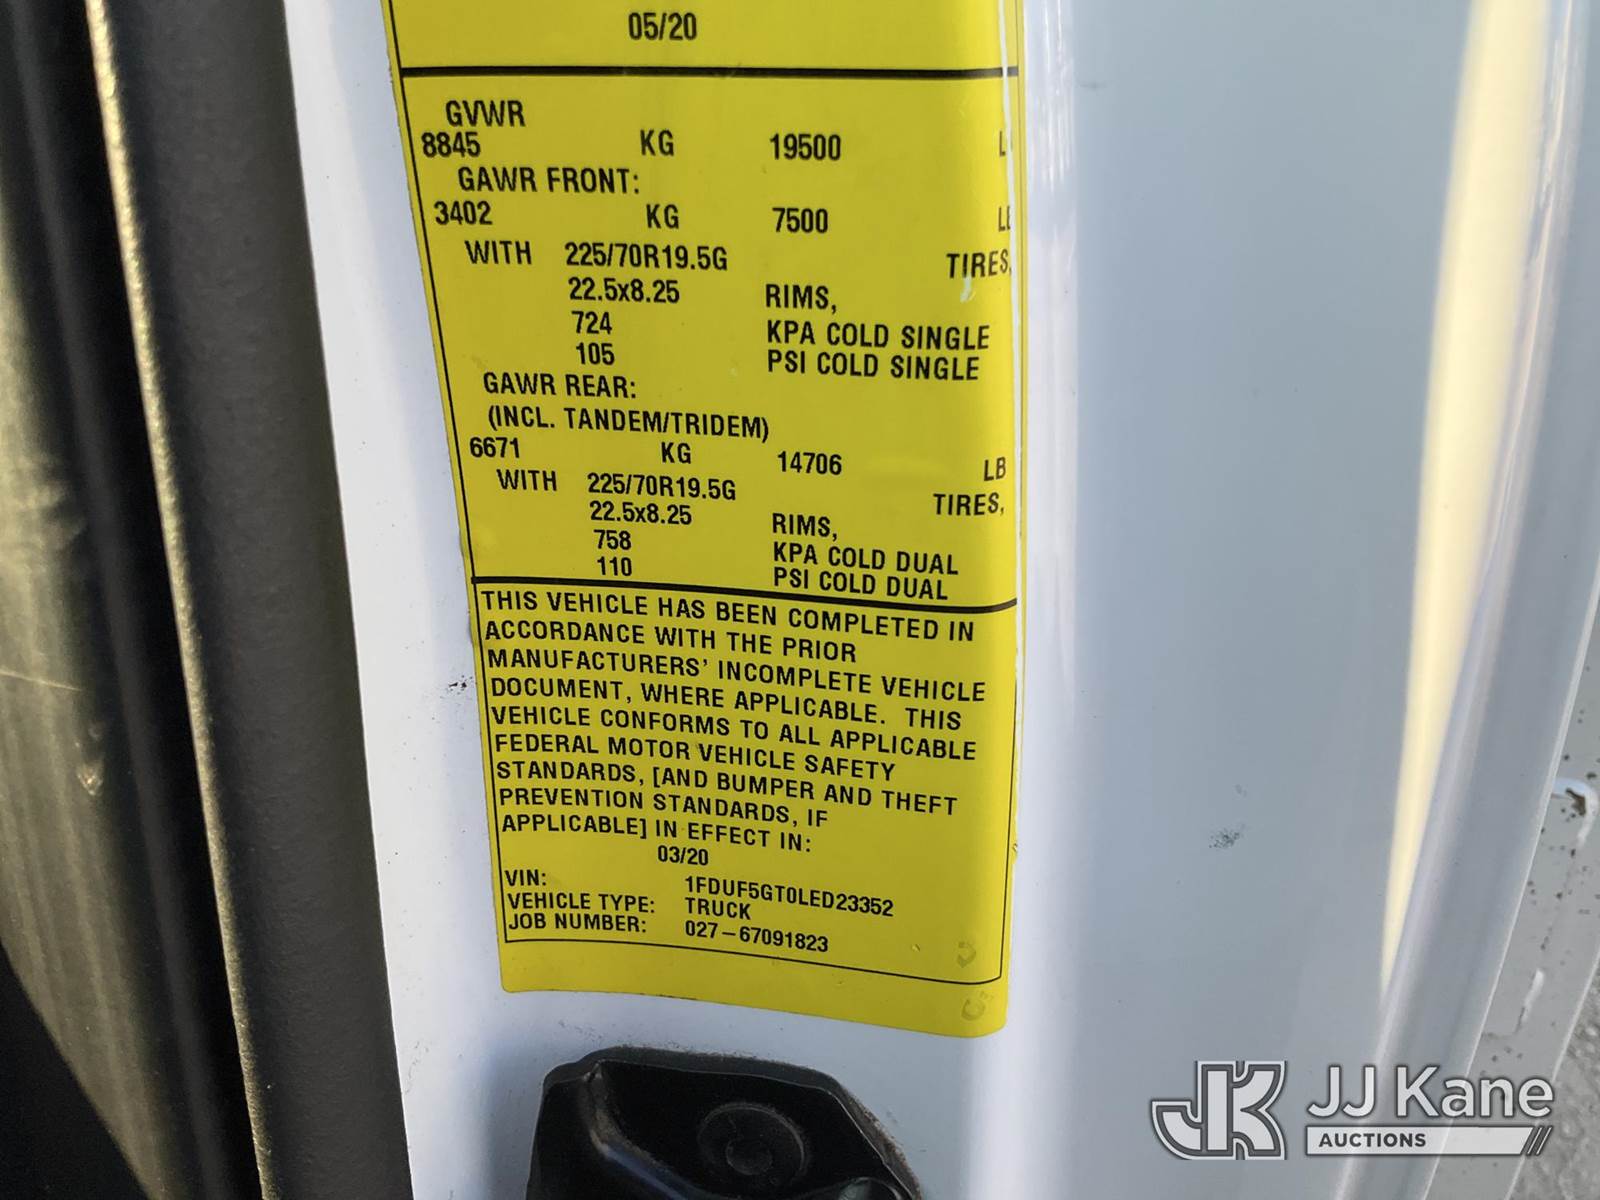 05/20
GVWR
8845 KG 19500
GAWR FRONT:
3402 KG 7500 LB
WITH 225/70R19.5G TIRES,
22.5x8.25 RIMS,
724 KPA COLD SINGLE
105 PSI COLD SINGLE
GAWR REAR:
(INCL. TANDEM/TRIDEM)
6671 KG 14706 LB
WITH 225/70R19.5G TIRES,
22.5x8.25 RIMS,
758 KPA COLD DUAL
110 PSI COLD DUAL
THIS VEHICLE HAS BEEN COMPLETED IN
ACCORDANCE WITH THE PRIOR
MANUFACTURERS' INCOMPLETE VEHICLE
DOCUMENT, WHERE APPLICABLE. THIS
VEHICLE CONFORMS TO ALL APPLICABLE
FEDERAL MOTOR VEHICLE SAFETY
STANDARDS, [AND BUMPER AND THEFT
PREVENTION STANDARDS, IF
APPLICABLE] IN EFFECT IN:
03/20
VIN: 1FDUF5GT0LED23352
VEHICLE TYPE: TRUCK
JOB NUMBER: 027-67091823
JK JJ Kane
AUCTIONS